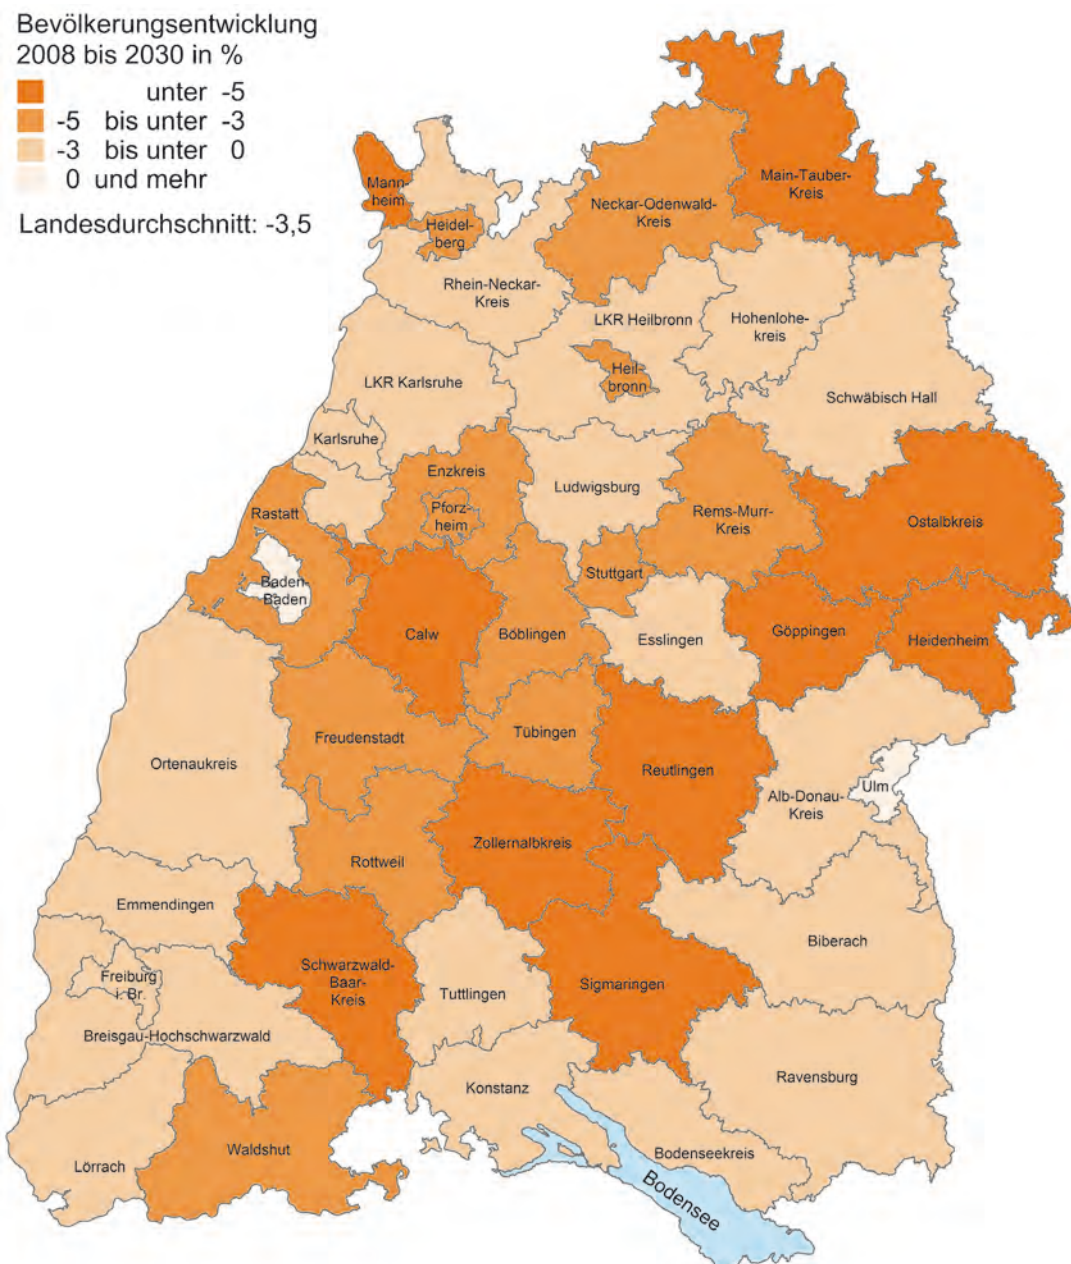 Bevölkerungsentwicklung
2008 bis 2030 in %
unter -5
-5 bis unter -3
-3 bis unter 0
0 und mehr
Landesdurchschnitt: -3,5
Mann-
heim
Heidel-
berg
Neckar-Odenwald-
Kreis
Main-Tauber-
Kreis
Rhein-Neckar-
Kreis
LKR Heilbronn
Hohenlohe-
kreis
LKR Karlsruhe
Heil-
bronn
Schwäbisch Hall
Karlsruhe
Enzkreis
Ludwigsburg
Rastatt
Pforz-
heim
Rems-Murr-
Kreis
Ostalbkreis
Baden-
Baden
Stuttgart
Calw
Böblingen
Esslingen
Göppingen
Heidenheim
Freudenstadt
Tübingen
Ortenaukreis
Reutlingen
Ulm
Alb-Donau-
Kreis
Zollernalbkreis
Rottweil
Emmendingen
Biberach
Freiburg
i. Br.
Schwarzwald-
Baar-
Kreis
Tuttlingen
Sigmaringen
Breisgau-Hochschwarzwald
Konstanz
Ravensburg
Waldshut
Bodenseekreis
Lörrach
Bodensee